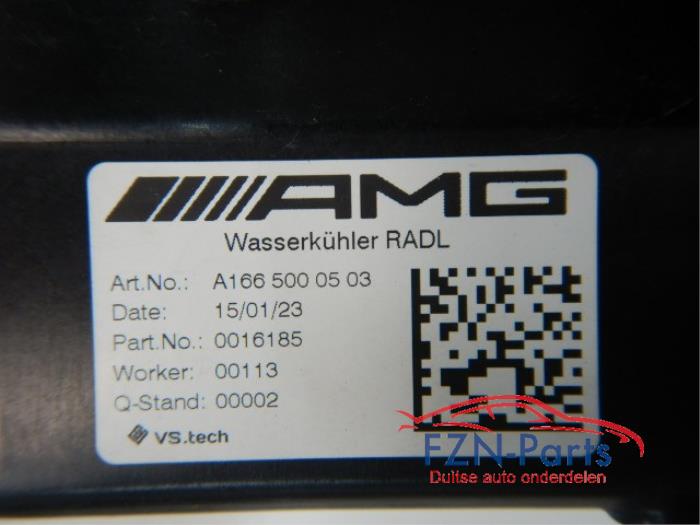 AMG
Wasserkühler RADL
Art.No.: A166 500 05 03
Date: 15/01/23
Part.No.: 0016185
Worker: 00113
Q-Stand: 00002
VS.tech
FZN-Parts
Duitse auto onderdelen